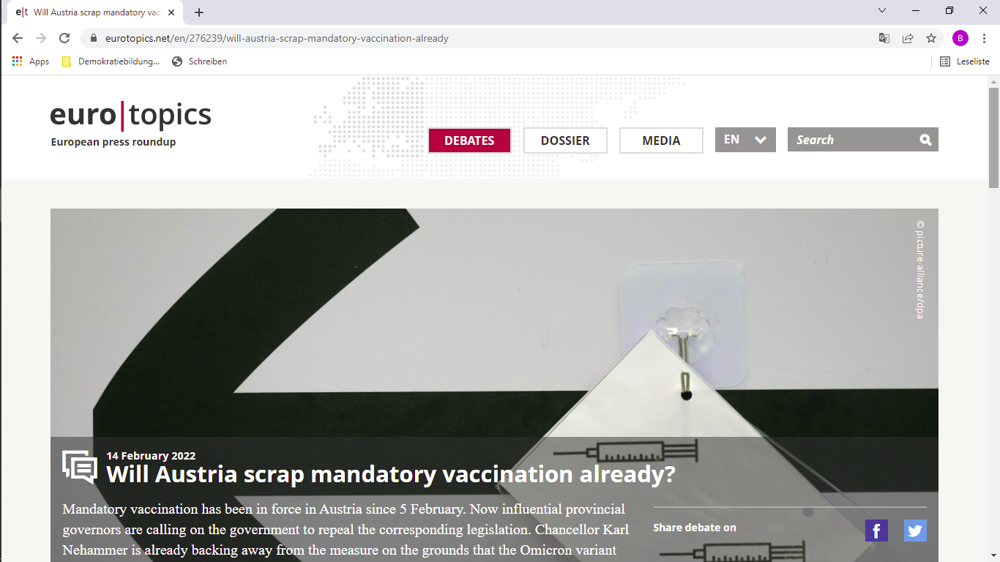 e|t Will Austria scrap mandatory vac
eurotopics.net/en/276239/will-austria-scrap-mandatory-vaccination-already
B
Apps
Demokratiebildung...
Schreiben
Leseliste
euro|topics
European press roundup
DEBATES
DOSSIER
MEDIA
EN
Search
© picture-alliance/dpa
14 February 2022
Will Austria scrap mandatory vaccination already?
Mandatory vaccination has been in force in Austria since 5 February. Now influential provincial
governors are calling on the government to repeal the corresponding legislation. Chancellor Karl
Nehammer is already backing away from the measure on the grounds that the Omicron variant
Share debate on